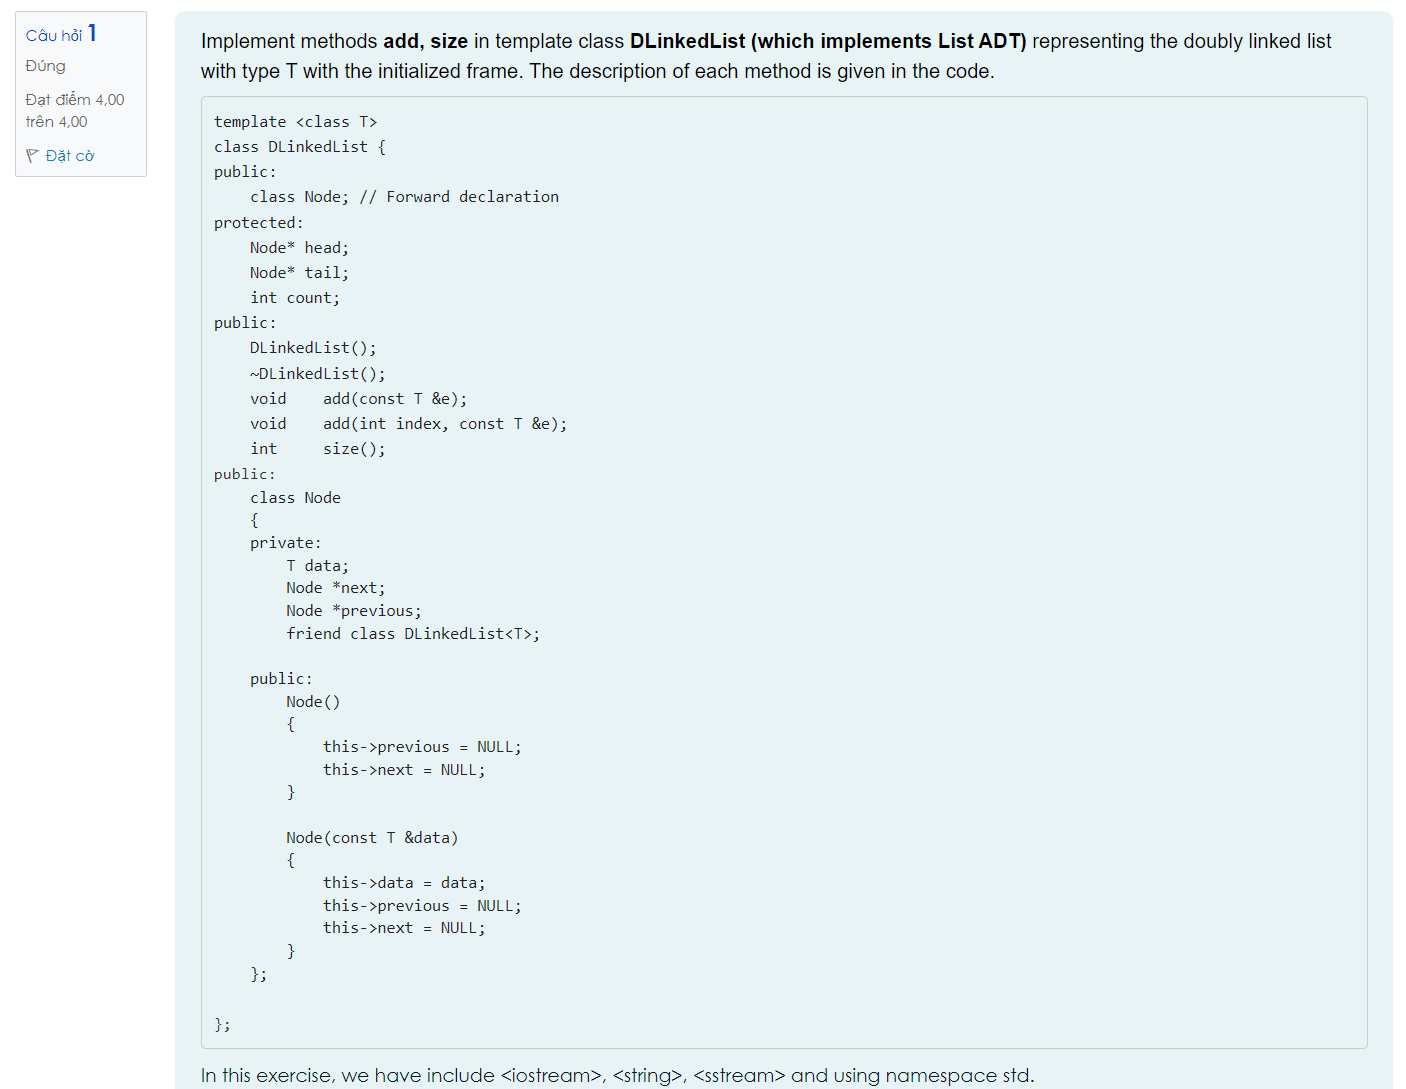 Câu hỏi 1
Đúng
Đạt điểm 4,00
trên 4,00
Đặt cờ
Implement methods add, size in template class DLinkedList (which implements List ADT) representing the doubly linked list
with type T with the initialized frame. The description of each method is given in the code.
template <class T>
class DLinkedList {
public:
    class Node; // Forward declaration
protected:
    Node* head;
    Node* tail;
    int count;
public:
    DLinkedList();
    ~DLinkedList();
    void    add(const T &e);
    void    add(int index, const T &e);
    int     size();
public:
    class Node
    {
    private:
        T data;
        Node *next;
        Node *previous;
        friend class DLinkedList<T>;

    public:
        Node()
        {
            this->previous = NULL;
            this->next = NULL;
        }

        Node(const T &data)
        {
            this->data = data;
            this->previous = NULL;
            this->next = NULL;
        }
    };

};
In this exercise, we have include <iostream>, <string>, <sstream> and using namespace std.